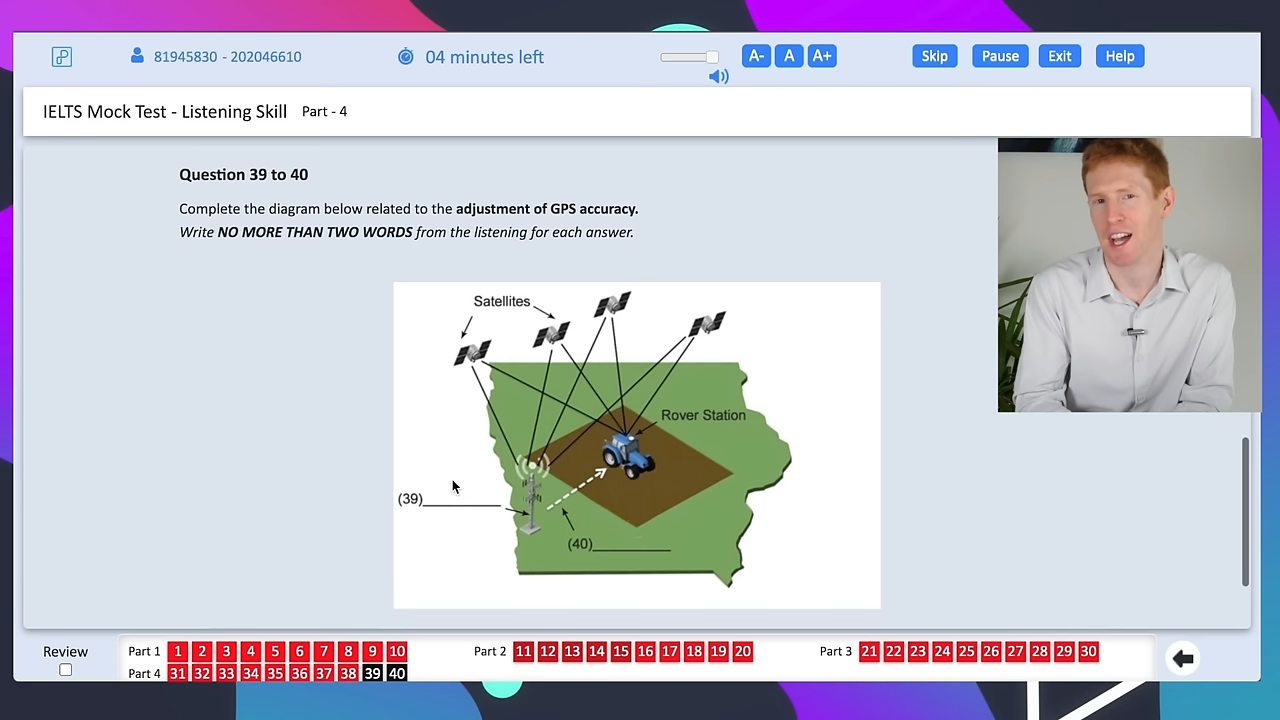 81945830 - 202046610
04 minutes left
A-
A
A+
Skip
Pause
Exit
Help
IELTS Mock Test - Listening Skill Part - 4
Question 39 to 40
Complete the diagram below related to the adjustment of GPS accuracy.
Write NO MORE THAN TWO WORDS from the listening for each answer.
Satellites
Rover Station
(39)__________
(40)__________
Review
Part 1 1 2 3 4 5 6 7 8 9 10
Part 2 11 12 13 14 15 16 17 18 19 20
Part 3 21 22 23 24 25 26 27 28 29 30
Part 4 31 32 33 34 35 36 37 38 39 40